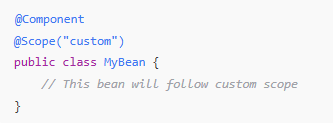 @Component
@Scope("custom")
public class MyBean {
    // This bean will follow custom scope
}